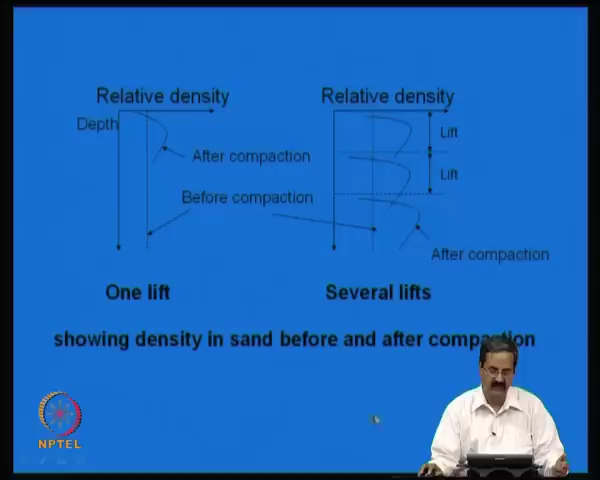 Relative density
Relative density
Depth
Lift
After compaction
Lift
Before compaction
After compaction
One lift
Several lifts
showing density in sand before and after compaction
NPTEL